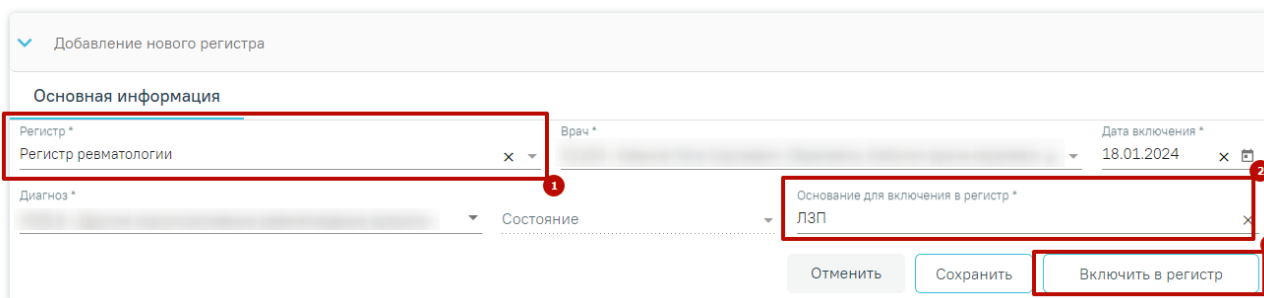 Добавление нового регистра
Основная информация
Регистр * Врач * Дата включения *
Регистр ревматологии 18.01.2024
1 2
Диагноз * Основание для включения в регистр *
Состояние ЛЗП
Отменить Сохранить Включить в регистр